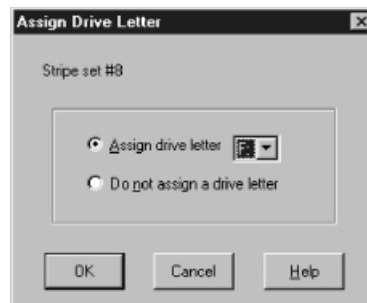 Assign Drive Letter
Stripe set #8
Assign drive letter F:
Do not assign a drive letter
OK Cancel Help